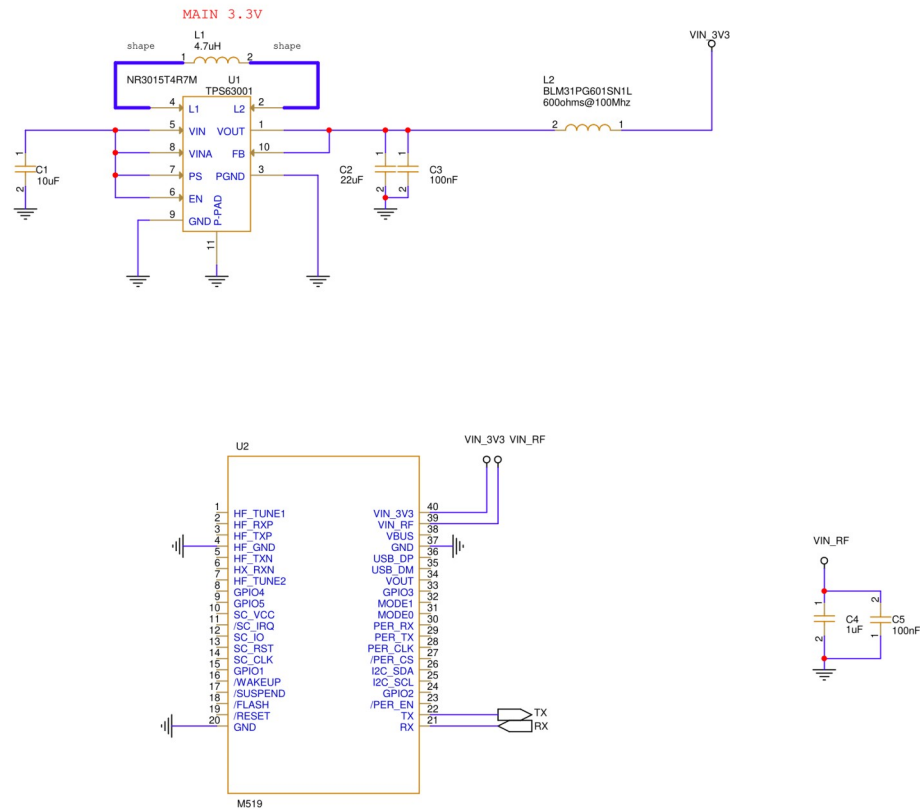 MAIN 3.3V
L1
4.7uH
shape
1
2
shape
NR3015T4R7M
U1
TPS63001
4
L1
L2
2
5
VIN
VOUT
1
8
VINA
FB
10
7
PS
PGND
3
6
EN
9
GND
P-PAD
11
1
C1
10uF
2
1
C2
22uF
2
1
C3
100nF
2
L2
BLM31PG601SN1L
600ohms@100Mhz
2
1
VIN_3V3
U2
VIN_3V3 VIN_RF
1
HF_TUNE1
VIN_3V3
40
2
HF_RXP
VIN_RF
39
3
HF_TXP
VBUS
38
4
HF_GND
GND
37
5
HF_TXN
USB_DP
36
6
HX_RXN
USB_DM
35
7
HF_TUNE2
VOUT
34
8
GPIO4
GPIO3
33
9
GPIO5
MODE1
32
10
SC_VCC
MODE0
31
11
/SC_IRQ
PER_RX
30
12
SC_IO
PER_TX
29
13
SC_RST
PER_CLK
28
14
SC_CLK
/PER_CS
27
15
GPIO1
I2C_SDA
26
16
/WAKEUP
I2C_SCL
25
17
/SUSPEND
GPIO2
24
18
/FLASH
/PER_EN
23
19
/RESET
TX
22
TX
20
GND
RX
21
RX
M519
VIN_RF
1
C4
1uF
2
2
C5
100nF
1